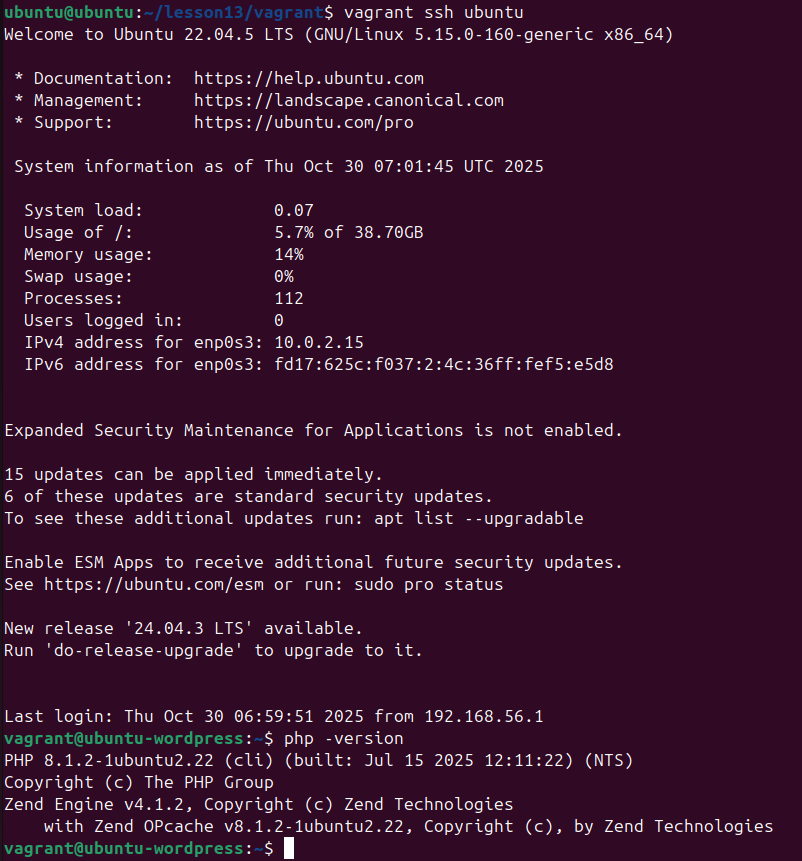 ubuntu@ubuntu:~/lesson13/vagrant$ vagrant ssh ubuntu
Welcome to Ubuntu 22.04.5 LTS (GNU/Linux 5.15.0-160-generic x86_64)

 * Documentation:  https://help.ubuntu.com
 * Management:     https://landscape.canonical.com
 * Support:        https://ubuntu.com/pro

 System information as of Thu Oct 30 07:01:45 UTC 2025

  System load:             0.07
  Usage of /:              5.7% of 38.70GB
  Memory usage:            14%
  Swap usage:              0%
  Processes:               112
  Users logged in:         0
  IPv4 address for enp0s3: 10.0.2.15
  IPv6 address for enp0s3: fd17:625c:f037:2:4c:36ff:fef5:e5d8


Expanded Security Maintenance for Applications is not enabled.

15 updates can be applied immediately.
6 of these updates are standard security updates.
To see these additional updates run: apt list --upgradable

Enable ESM Apps to receive additional future security updates.
See https://ubuntu.com/esm or run: sudo pro status

New release '24.04.3 LTS' available.
Run 'do-release-upgrade' to upgrade to it.


Last login: Thu Oct 30 06:59:51 2025 from 192.168.56.1
vagrant@ubuntu-wordpress:~$ php -version
PHP 8.1.2-1ubuntu2.22 (cli) (built: Jul 15 2025 12:11:22) (NTS)
Copyright (c) The PHP Group
Zend Engine v4.1.2, Copyright (c) Zend Technologies
    with Zend OPcache v8.1.2-1ubuntu2.22, Copyright (c), by Zend Technologies
vagrant@ubuntu-wordpress:~$